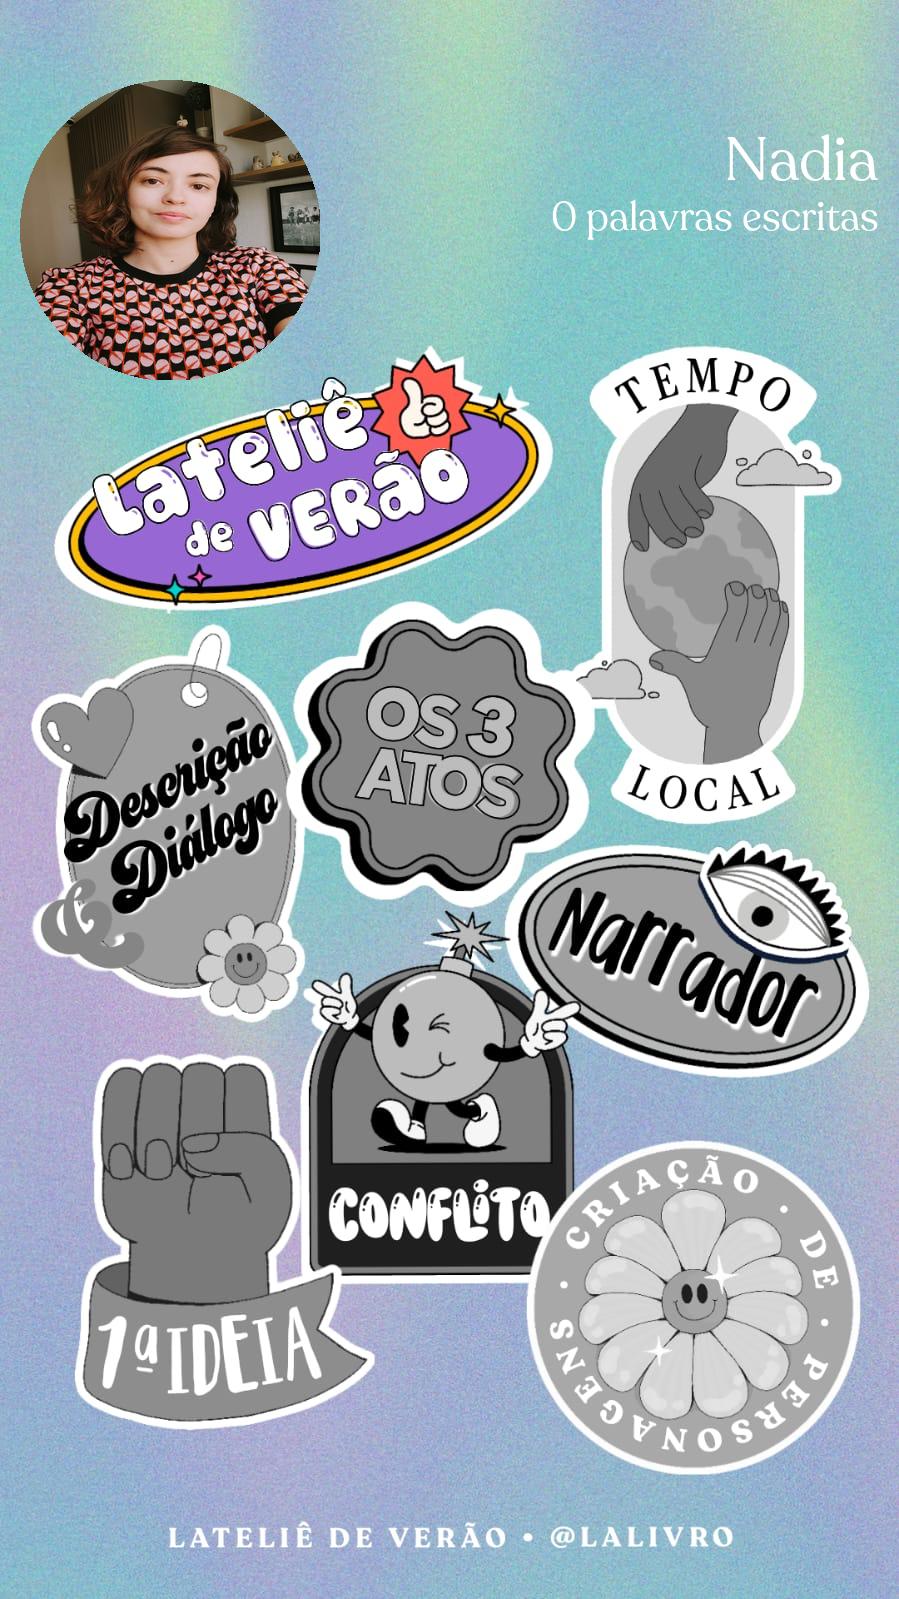 Nadia
0 palavras escritas
Lateliê
de VERÃO
TEMPO
LOCAL
OS 3
ATOS
Descrição
&
Diálogo
Narrador
CONFLITO
1ª IDEIA
CRIAÇÃO • DE • PERSONAGENS •
LATELIÊ DE VERÃO • @LALIVRO